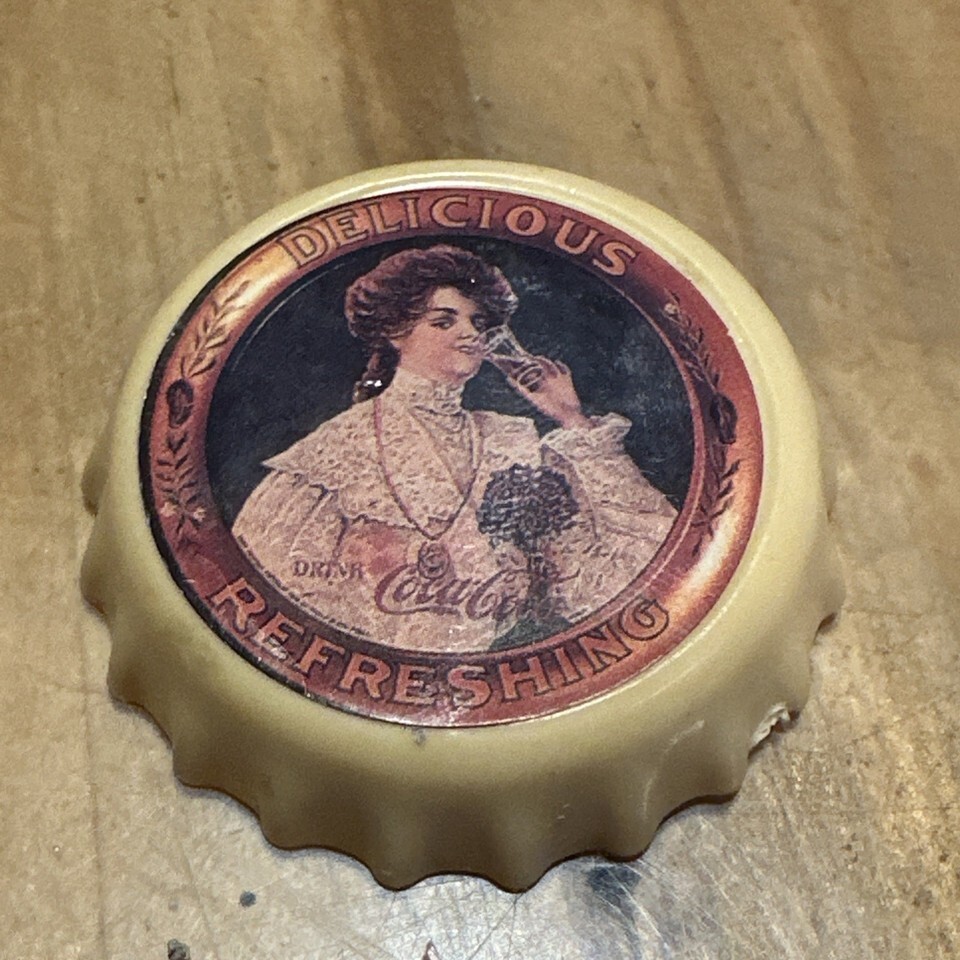 DELICIOUS
DRINK
Coca-Cola
REFRESHING